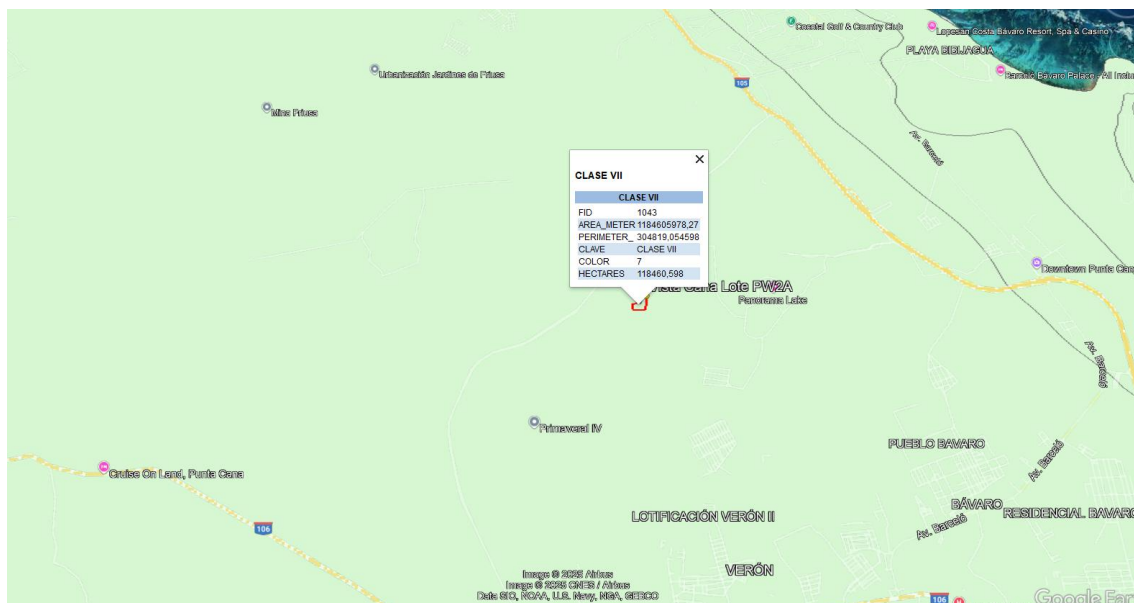 Coastal Golf & Country Club
Lopesan Costa Bávaro Resort, Spa & Casino
PLAYA BIBIJAGUA
Urbanización Jardines de Friusa
Barceló Bávaro Palace - All Inclus
105
Mina Friusa
Av. Barceló
CLASE VII
CLASE VII
FID 1043
AREA_METER 1184605978,27
PERIMETER_ 304819,054598
CLAVE CLASE VII
COLOR 7
HECTARES 118460,598
Downtown Punta Can
Vista Cana Lote PW2A
Panorama Lake
Av. Barceló
Primaveral IV
PUEBLO BAVARO
Av. Barceló
Cruise On Land, Punta Cana
BÁVARO
RESIDENCIAL BAVARO
LOTIFICACIÓN VERÓN II
106
Av. Barceló
VERÓN
Image © 2025 Airbus
Image © 2025 CNES / Airbus
Data SIO, NOAA, U.S. Navy, NGA, GEBCO
106
Google Ear